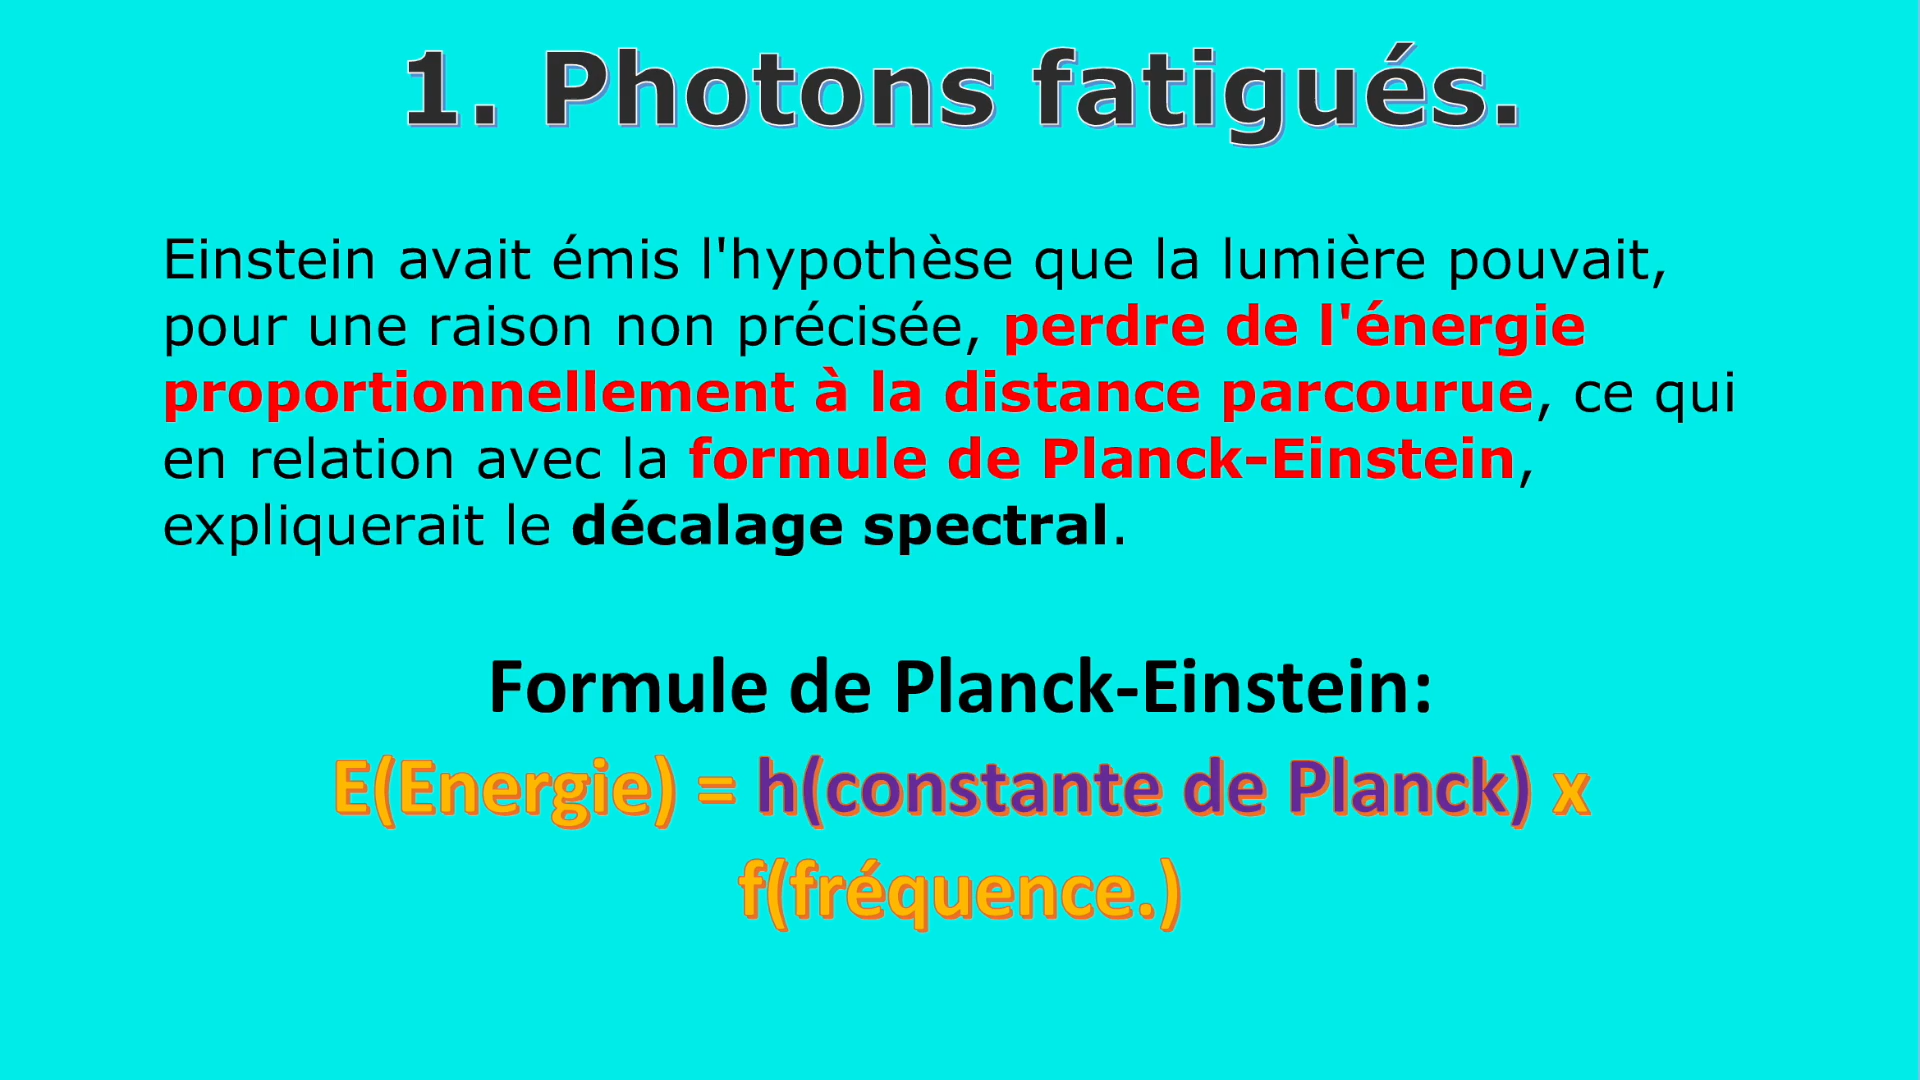 1. Photons fatigués.
Einstein avait émis l'hypothèse que la lumière pouvait,
pour une raison non précisée, perdre de l'énergie
proportionnellement à la distance parcourue, ce qui
en relation avec la formule de Planck-Einstein,
expliquerait le décalage spectral.
Formule de Planck-Einstein:
E(Energie) = h(constante de Planck) x
f(fréquence.)